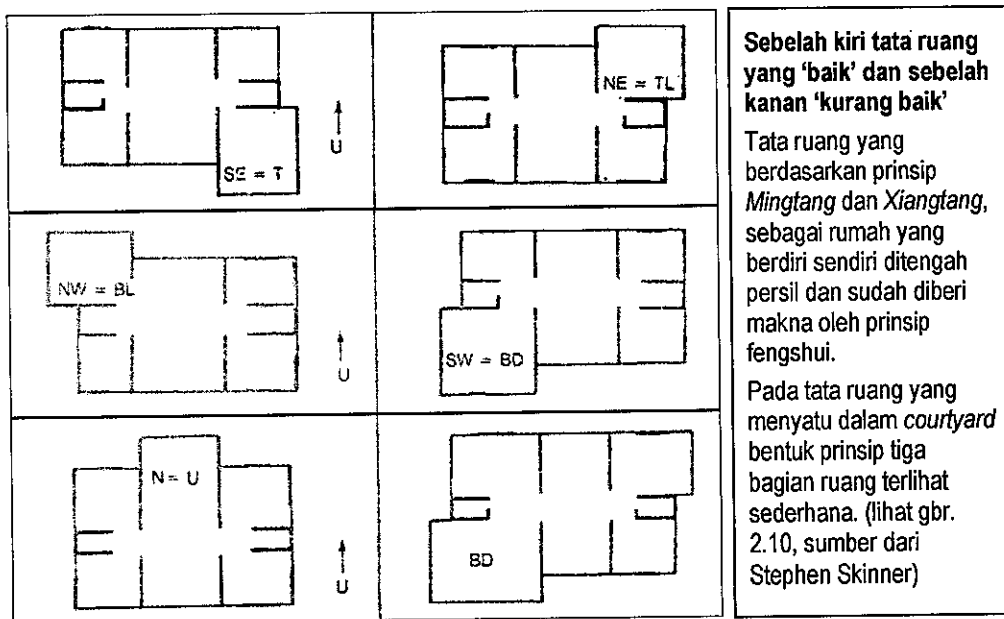 SE = T
U
NE = TL
NW = BL
U
SW = BD
N = U
U
BD
Sebelah kiri tata ruang
yang ‘baik’ dan sebelah
kanan ‘kurang baik’
Tata ruang yang
berdasarkan prinsip
Mingtang dan Xiangtang,
sebagai rumah yang
berdiri sendiri ditengah
persil dan sudah diberi
makna oleh prinsip
fengshui.
Pada tata ruang yang
menyatu dalam courtyard
bentuk prinsip tiga
bagian ruang terlihat
sederhana. (lihat gbr.
2.10, sumber dari
Stephen Skinner)